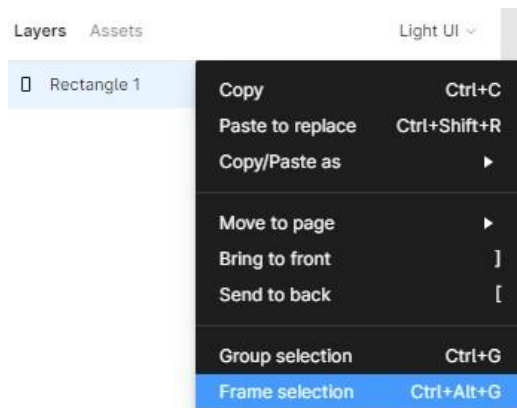 Layers Assets Light UI
Rectangle 1
Copy Ctrl+C
Paste to replace Ctrl+Shift+R
Copy/Paste as
Move to page
Bring to front ]
Send to back [
Group selection Ctrl+G
Frame selection Ctrl+Alt+G